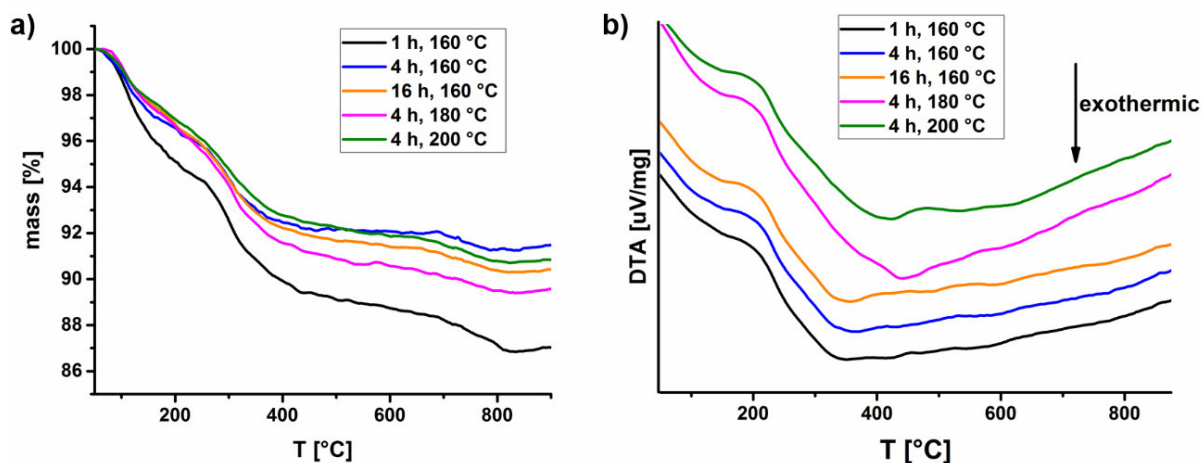 a)
1 h, 160 °C
4 h, 160 °C
16 h, 160 °C
4 h, 180 °C
4 h, 200 °C
100
98
96
94
92
90
88
86
mass [%]
200
400
600
800
T [°C]
b)
1 h, 160 °C
4 h, 160 °C
16 h, 160 °C
4 h, 180 °C
4 h, 200 °C
exothermic
DTA [uV/mg]
200
400
600
800
T [°C]